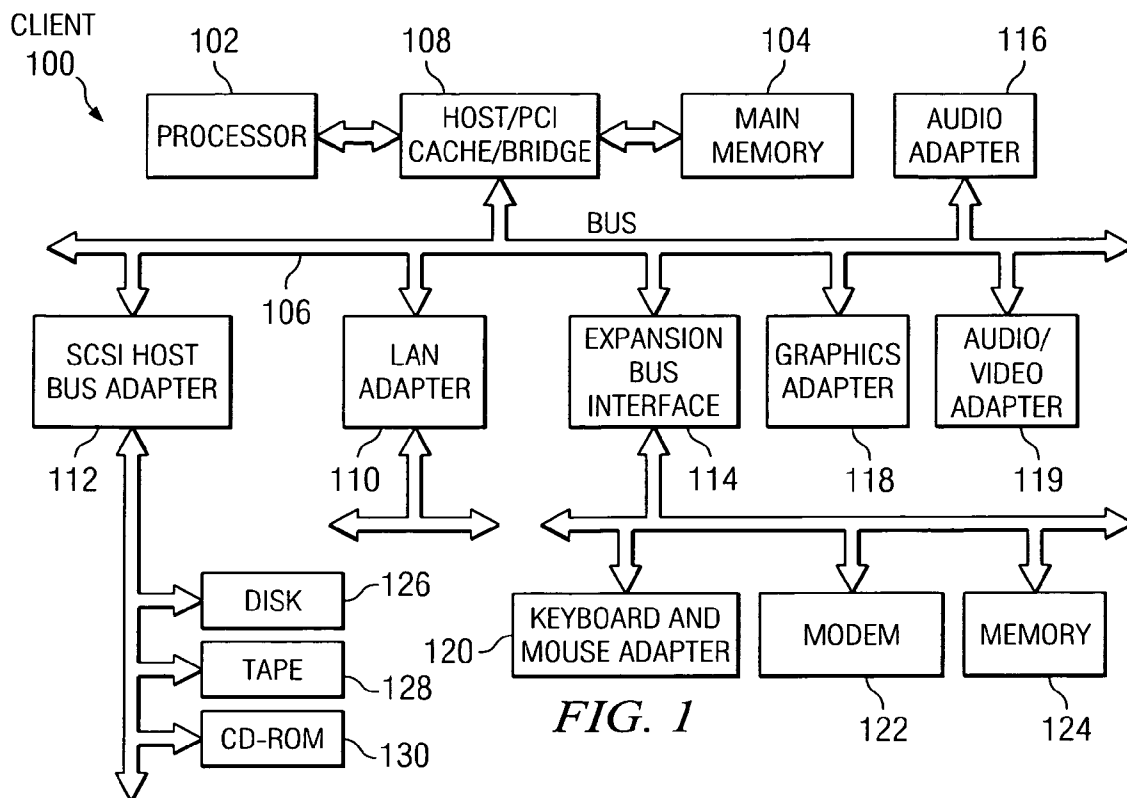 CLIENT
100
102
108
104
116
PROCESSOR
HOST/PCI
CACHE/BRIDGE
MAIN
MEMORY
AUDIO
ADAPTER
BUS
106
SCSI HOST
BUS ADAPTER
LAN
ADAPTER
EXPANSION
BUS
INTERFACE
GRAPHICS
ADAPTER
AUDIO/
VIDEO
ADAPTER
112
110
114
118
119
DISK
126
TAPE
128
CD-ROM
130
120
KEYBOARD AND
MOUSE ADAPTER
MODEM
MEMORY
122
124
FIG. 1